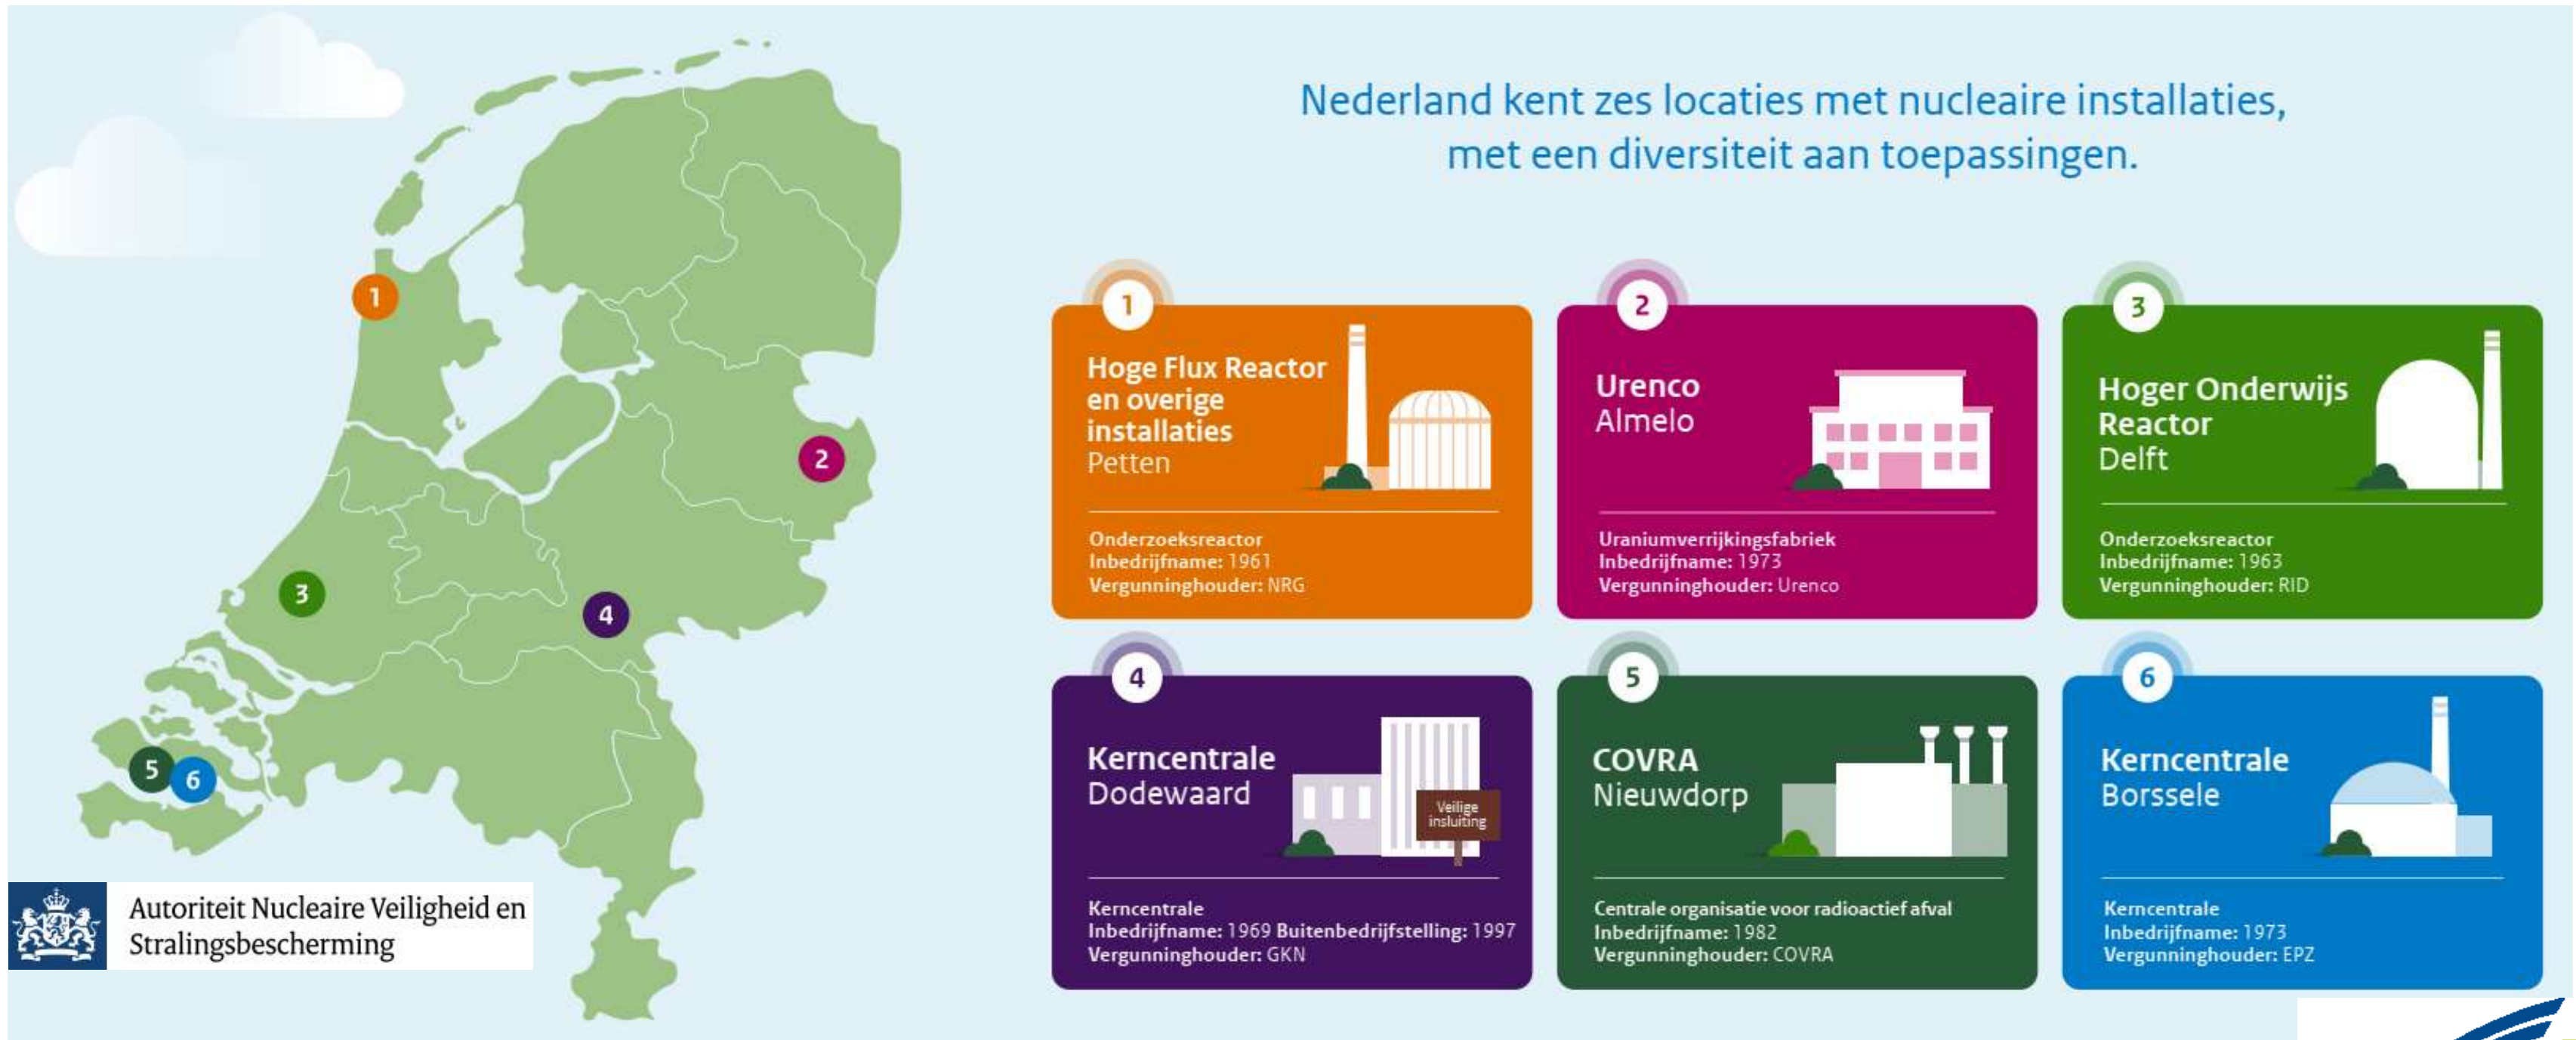 Nederland kent zes locaties met nucleaire installaties,
met een diversiteit aan toepassingen.
1
2
3
4
5
6
1
Hoge Flux Reactor
en overige
installaties
Petten
Onderzoeksreactor
Inbedrijfname: 1961
Vergunninghouder: NRG
2
Urenco
Almelo
Uraniumverrijkingsfabriek
Inbedrijfname: 1973
Vergunninghouder: Urenco
3
Hoger Onderwijs
Reactor
Delft
Onderzoeksreactor
Inbedrijfname: 1963
Vergunninghouder: RID
4
Kerncentrale
Dodewaard
Veilige
insluiting
Kerncentrale
Inbedrijfname: 1969 Buitenbedrijfstelling: 1997
Vergunninghouder: GKN
5
COVRA
Nieuwdorp
Centrale organisatie voor radioactief afval
Inbedrijfname: 1982
Vergunninghouder: COVRA
6
Kerncentrale
Borssele
Kerncentrale
Inbedrijfname: 1973
Vergunninghouder: EPZ
Autoriteit Nucleaire Veiligheid en
Stralingsbescherming